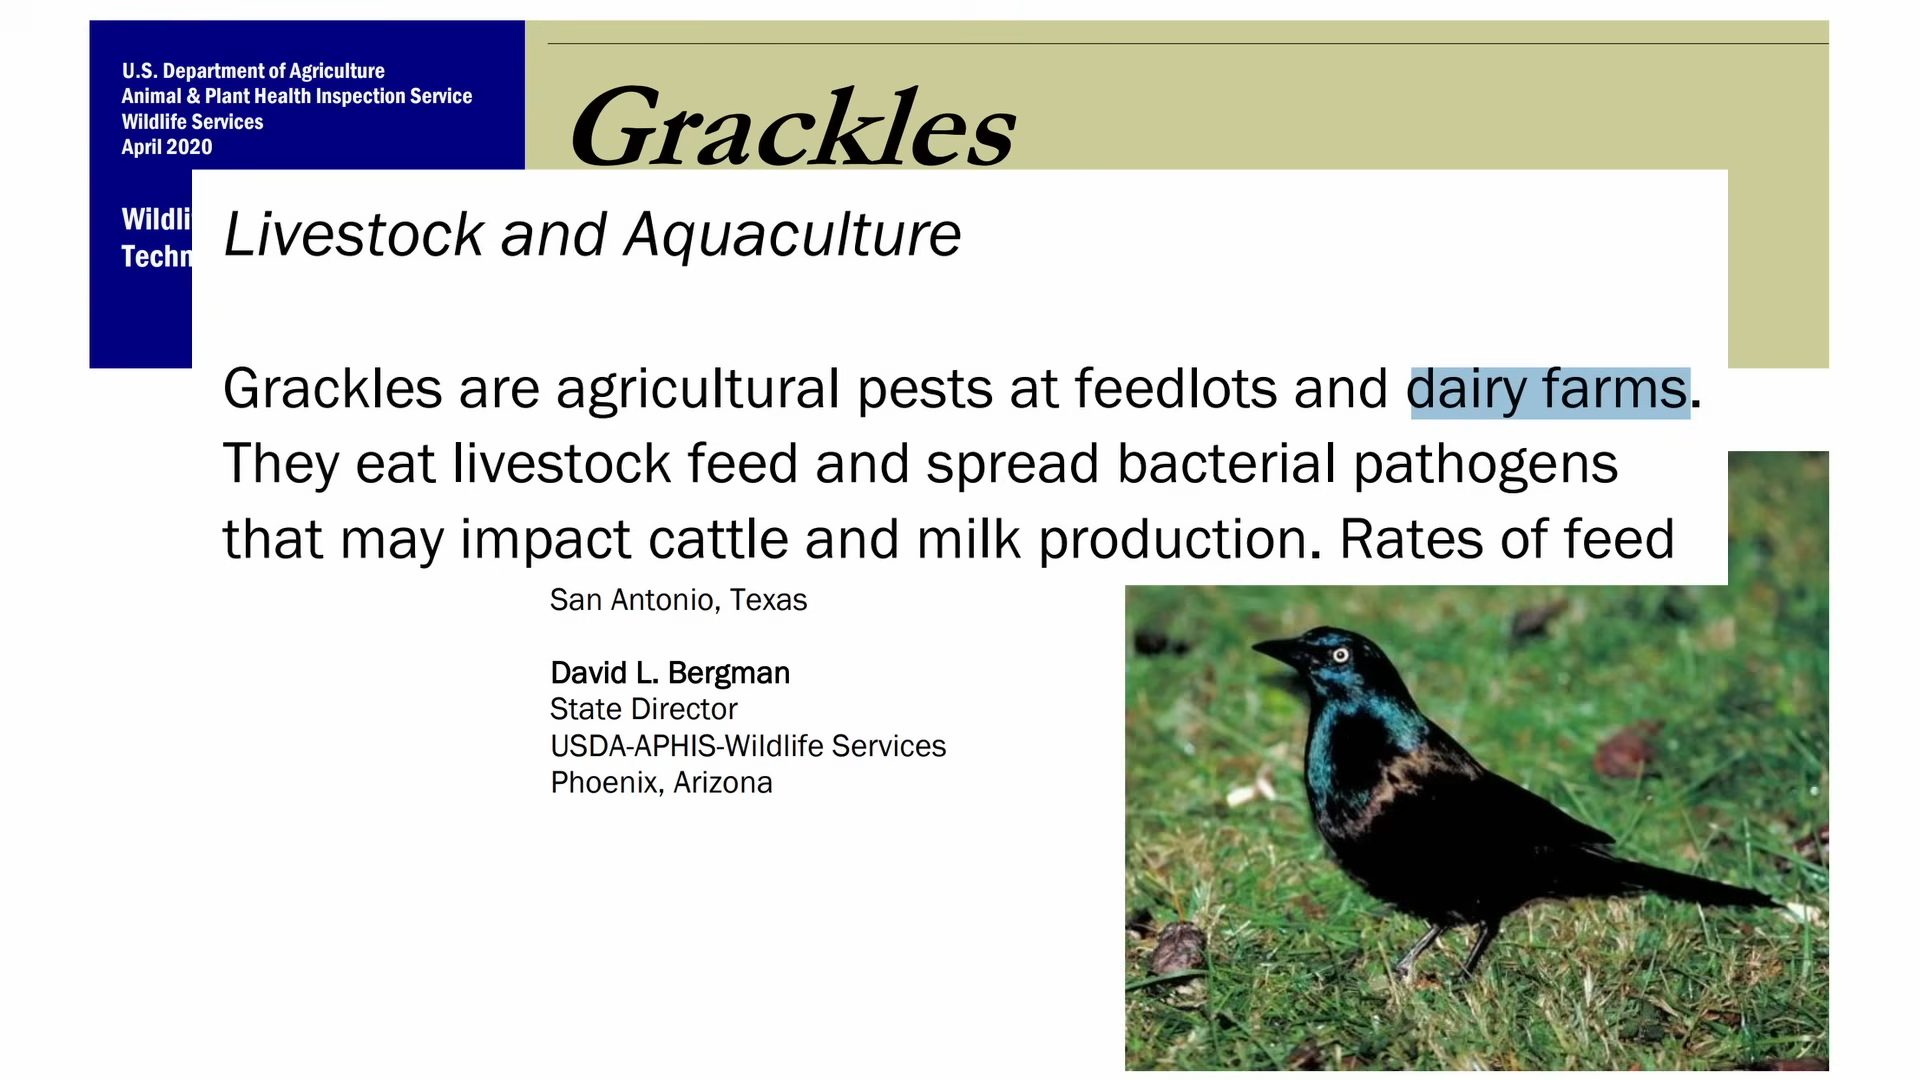 U.S. Department of Agriculture
Animal & Plant Health Inspection Service
Wildlife Services
April 2020
Grackles
Livestock and Aquaculture
Grackles are agricultural pests at feedlots and dairy farms.
They eat livestock feed and spread bacterial pathogens
that may impact cattle and milk production. Rates of feed
San Antonio, Texas
David L. Bergman
State Director
USDA-APHIS-Wildlife Services
Phoenix, Arizona